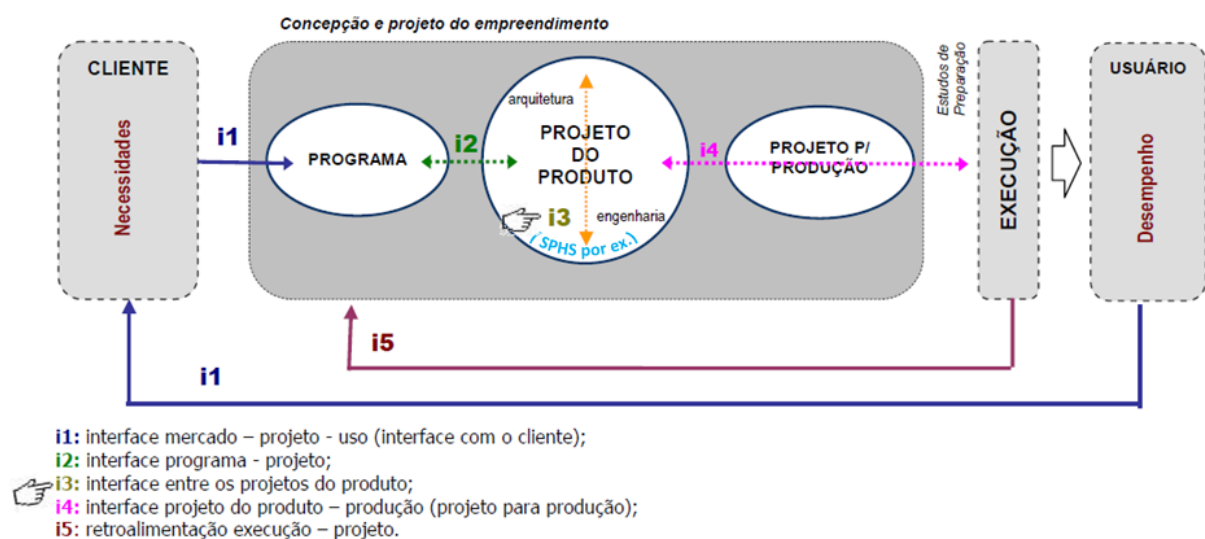 Concepção e projeto do empreendimento
CLIENTE
Necessidades
i1
PROGRAMA
i2
arquitetura
PROJETO
DO
PRODUTO
i3
engenharia
( SPHS por ex.)
i4
PROJETO P/
PRODUÇÃO
Estudos de
Preparação
EXECUÇÃO
USUÁRIO
Desempenho
i5
i1
i1: interface mercado – projeto - uso (interface com o cliente);
i2: interface programa - projeto;
i3: interface entre os projetos do produto;
i4: interface projeto do produto – produção (projeto para produção);
i5: retroalimentação execução – projeto.